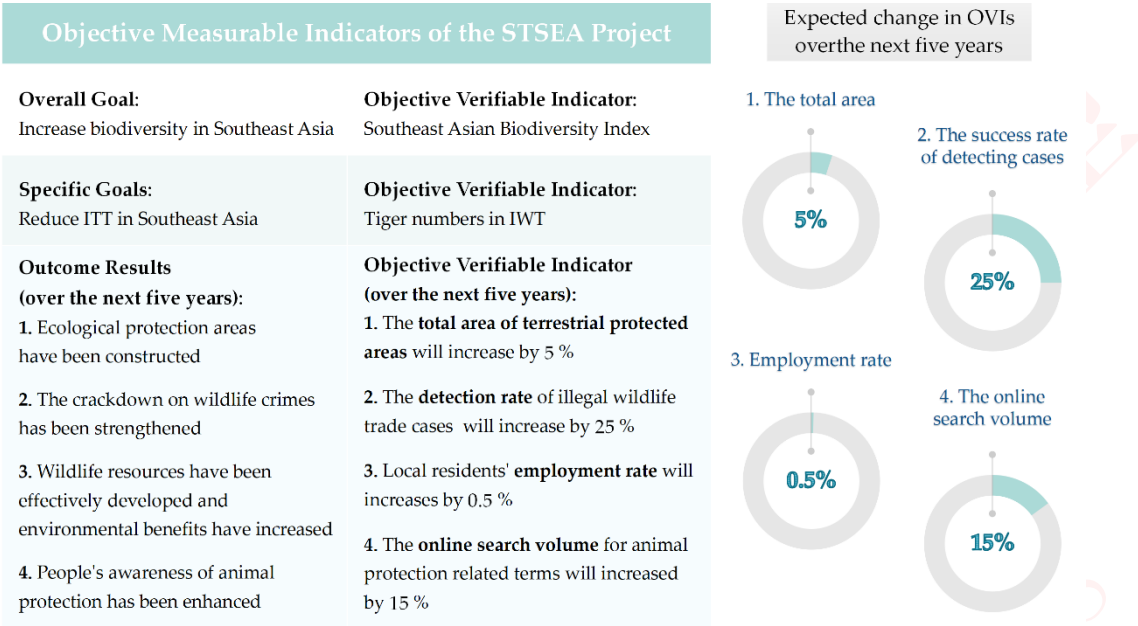 Objective Measurable Indicators of the STSEA Project
Overall Goal:
Increase biodiversity in Southeast Asia
Objective Verifiable Indicator:
Southeast Asian Biodiversity Index
Specific Goals:
Reduce ITT in Southeast Asia
Objective Verifiable Indicator:
Tiger numbers in IWT
Outcome Results
(over the next five years):
1. Ecological protection areas
have been constructed
2. The crackdown on wildlife crimes
has been strengthened
3. Wildlife resources have been
effectively developed and
environmental benefits have increased
4. People's awareness of animal
protection has been enhanced
Objective Verifiable Indicator
(over the next five years):
1. The total area of terrestrial protected
areas will increase by 5 %
2. The detection rate of illegal wildlife
trade cases will increase by 25 %
3. Local residents' employment rate will
increases by 0.5 %
4. The online search volume for animal
protection related terms will increased
by 15 %
Expected change in OVIs
overthe next five years
1. The total area
5%
2. The success rate
of detecting cases
25%
3. Employment rate
0.5%
4. The online
search volume
15%